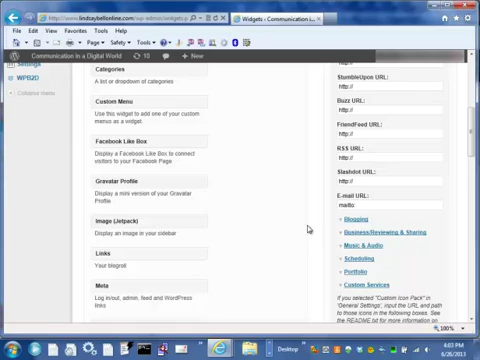 http://www.lindsaybellonline.com/wp-admin/widgets.p
Widgets ‹ Communication i...
File Edit View Favorites Tools Help
Page Safety Tools
Communication in a Digital World 10 + New
Settings
WPB2D
Collapse menu
Categories
A list or dropdown of categories
Custom Menu
Use this widget to add one of your custom
menus as a widget.
Facebook Like Box
Display a Facebook Like Box to connect
visitors to your Facebook Page
Gravatar Profile
Display a mini version of your Gravatar
Profile
Image (Jetpack)
Display an image in your sidebar
Links
Your blogroll
Meta
Log in/out, admin, feed and WordPress
links
http://
StumbleUpon URL:
http://
Buzz URL:
http://
FriendFeed URL:
http://
RSS URL:
http://
Slashdot URL:
http://
E-mail URL:
mailto:
Blogging
Business/Reviewing & Sharing
Music & Audio
Scheduling
Portfolio
Custom Services
If you selected "Custom Icon Pack" in
'General Settings', input the URL and
path to those icons in the following boxes. See
the README.txt for more information on
100%
Desktop
4:03 PM
6/26/2013